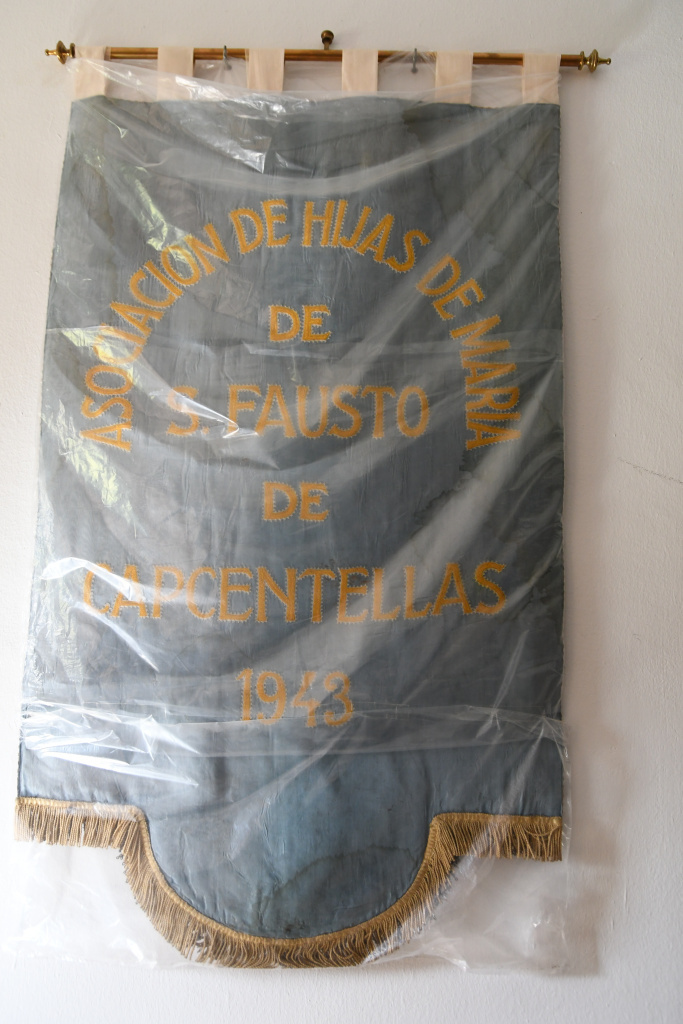 ASOCIACION DE HIJAS DE MARIA
DE
S. FAUSTO
DE
CAPCENTELLAS
1943